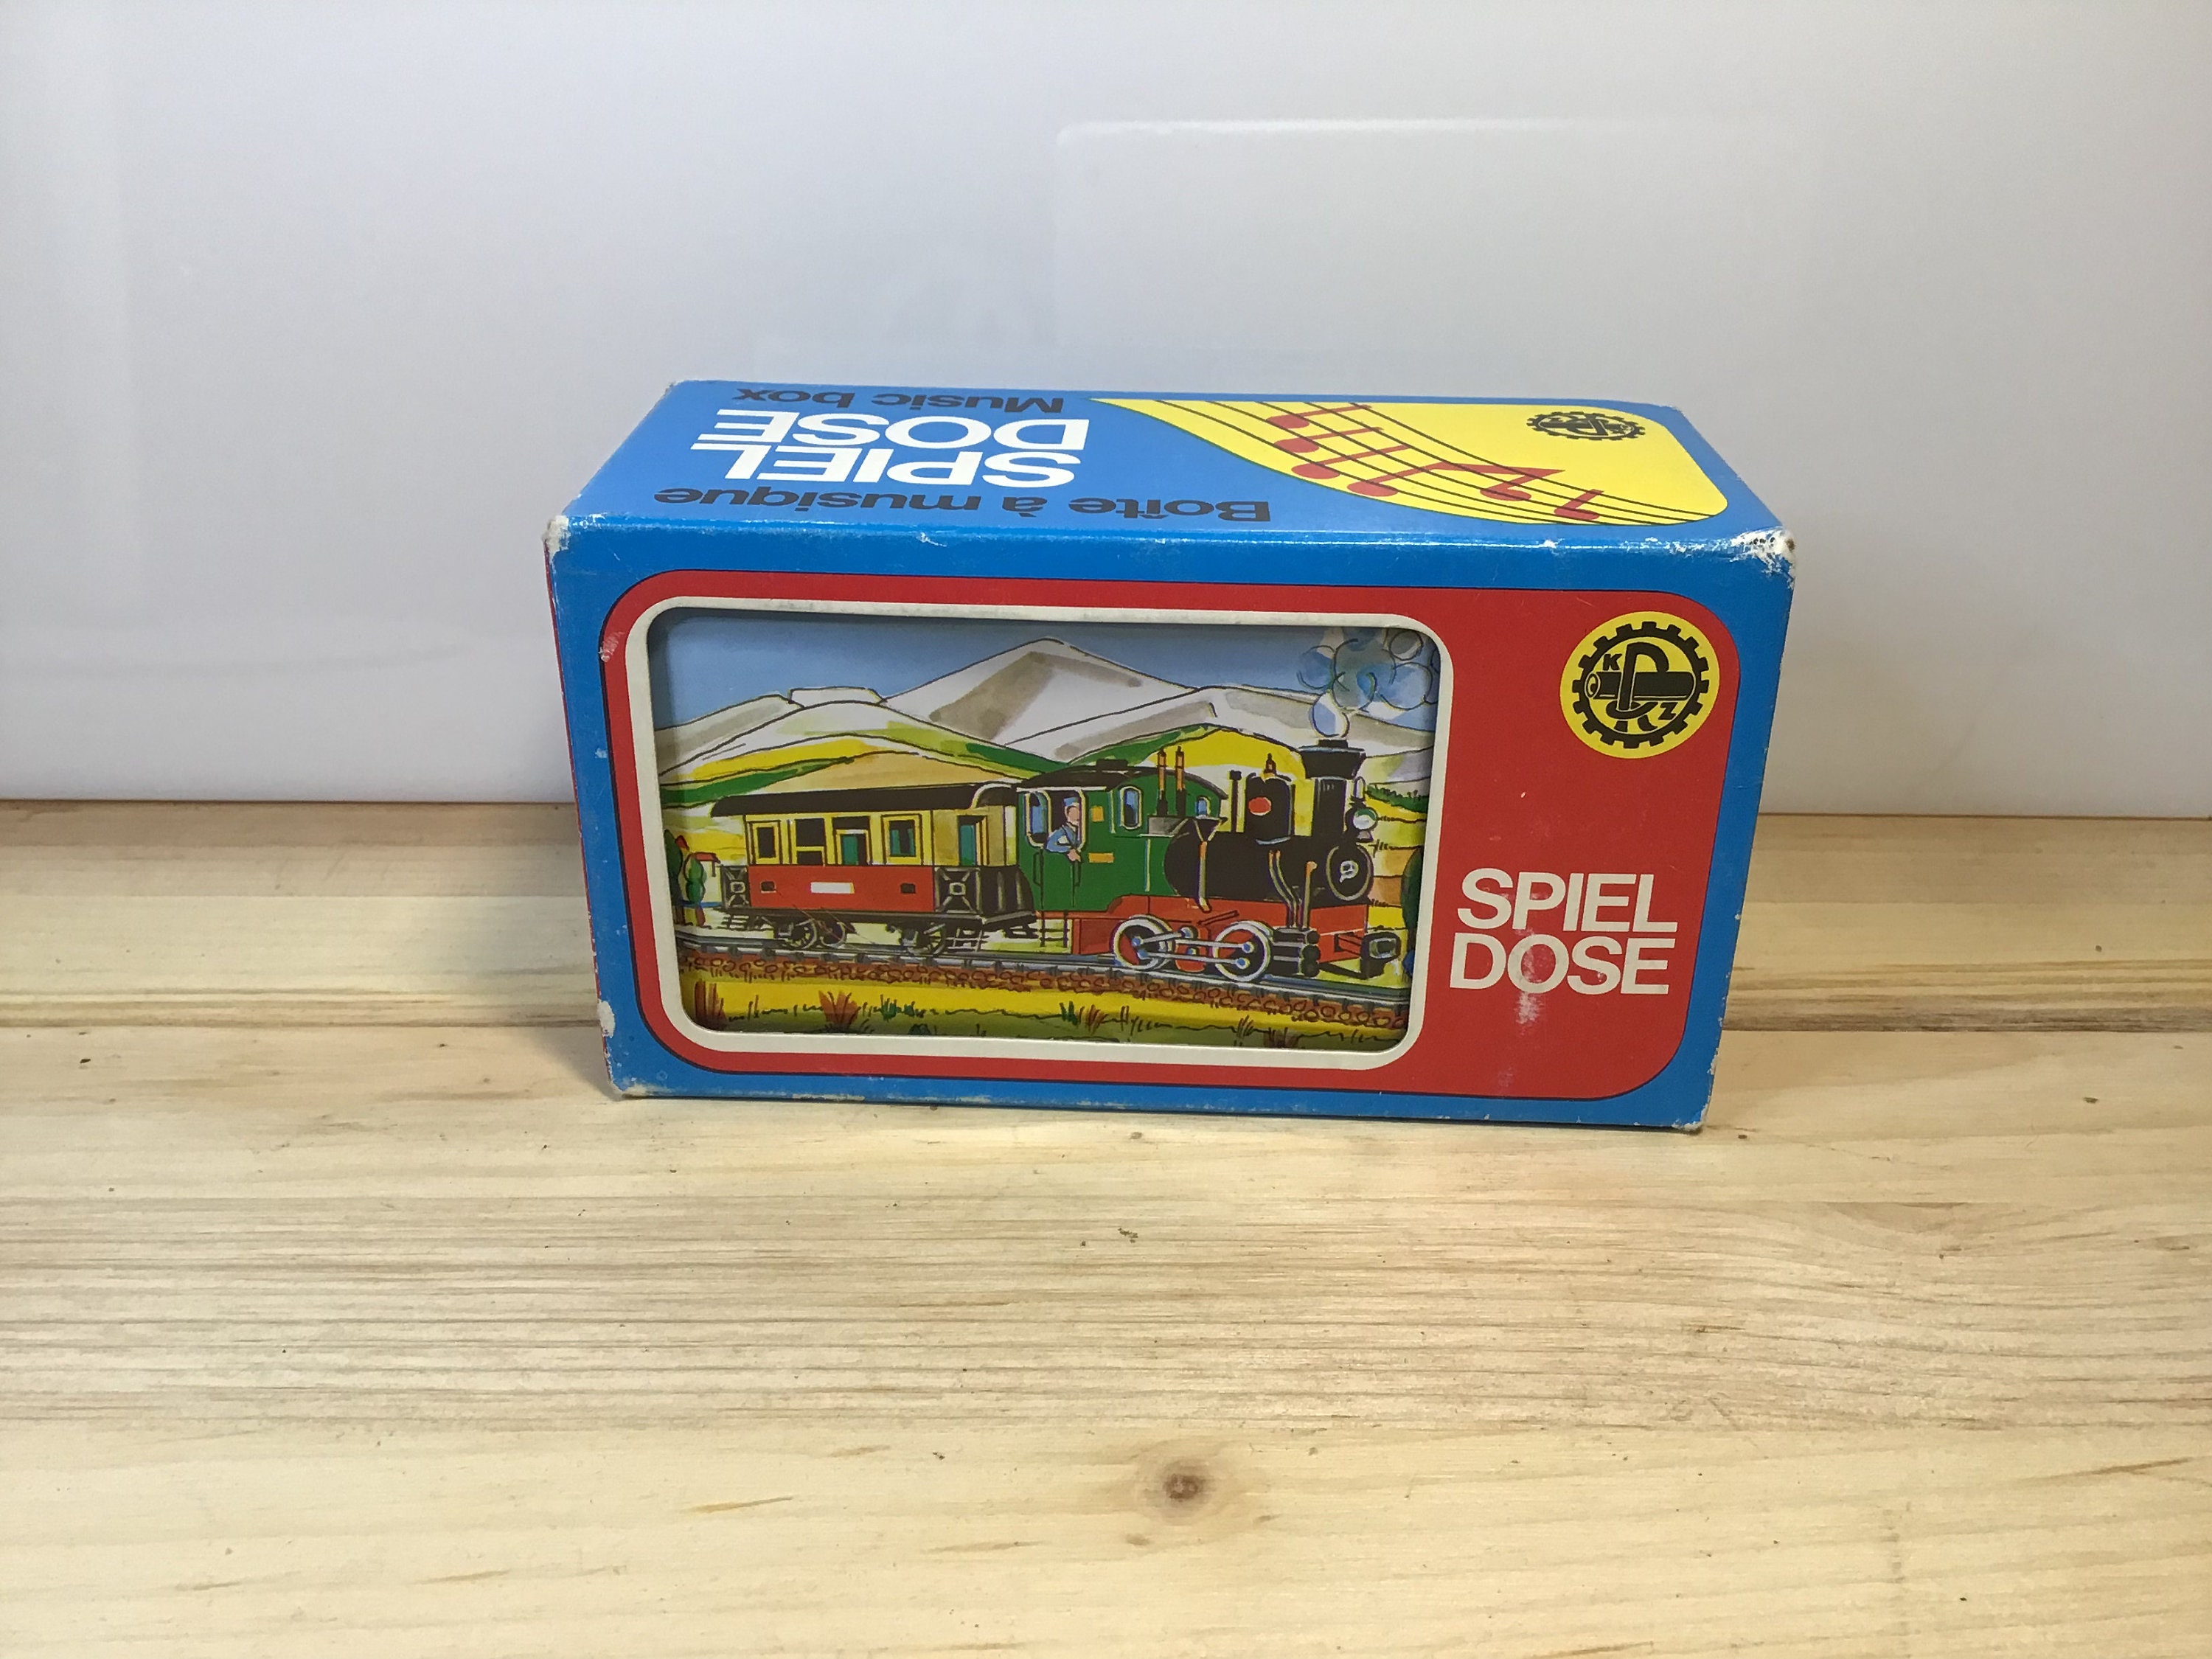 Boîte à musique
SPIEL
DOSE
Music box
K
Z
SPIEL
DOSE